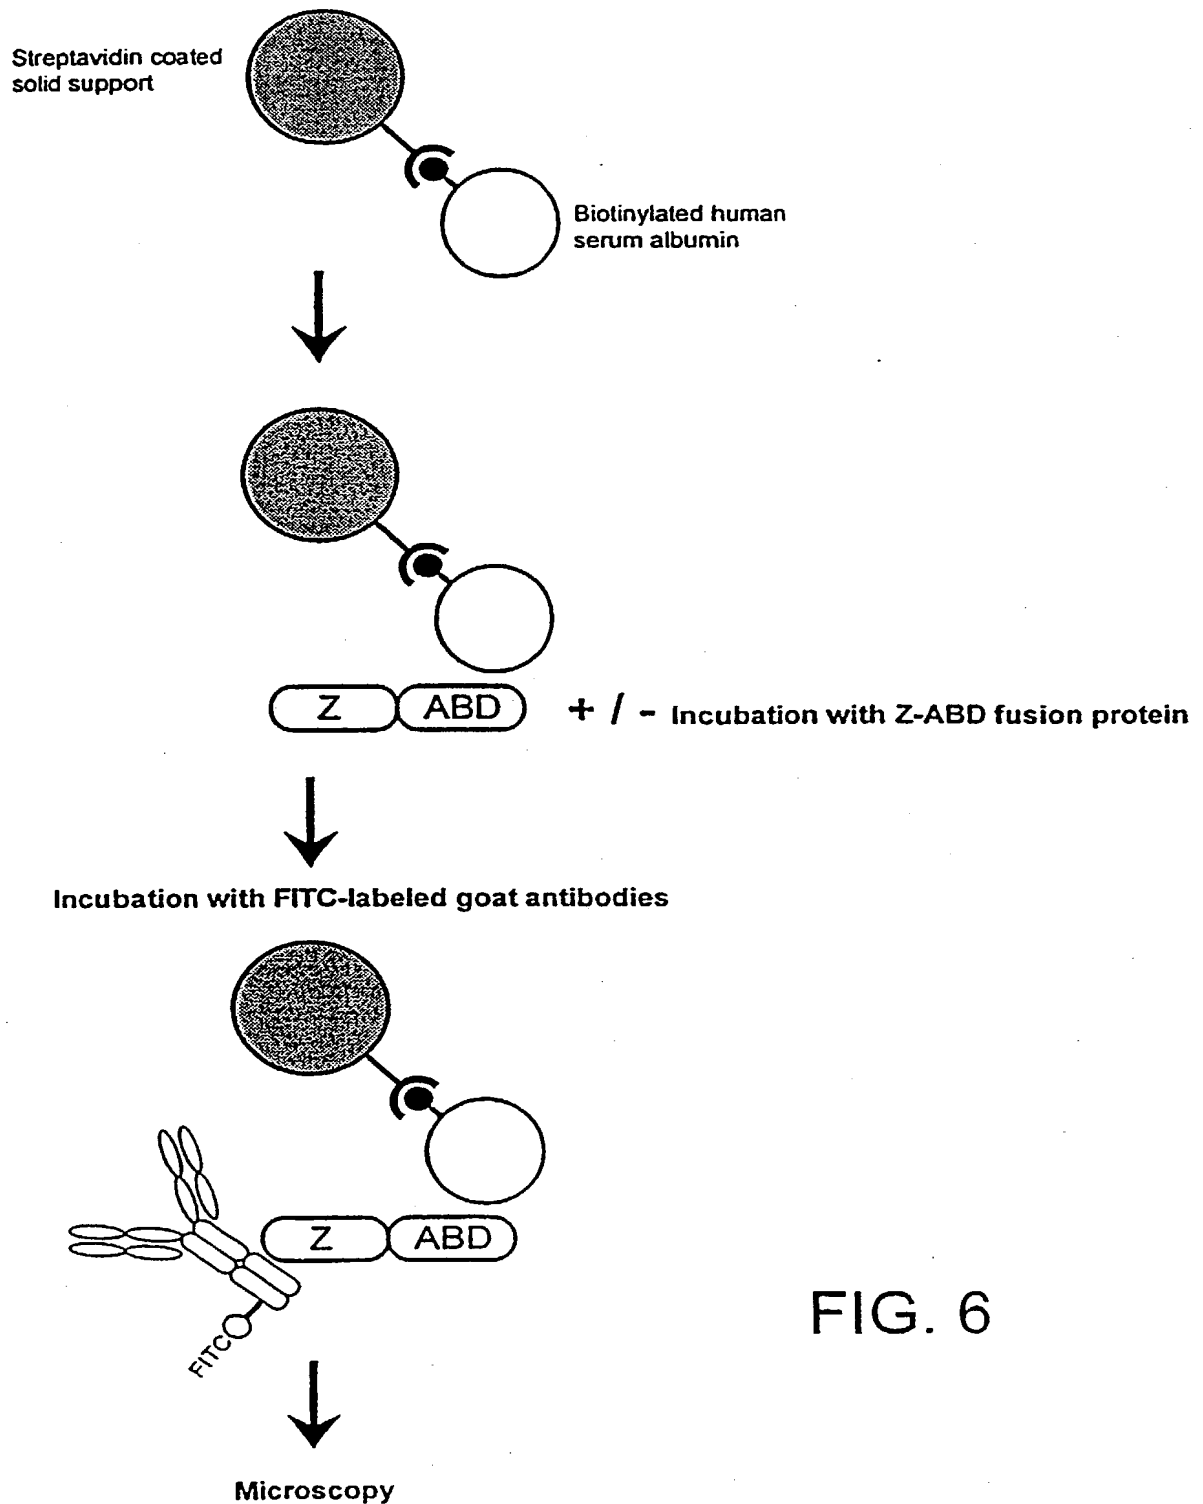 Streptavidin coated
solid support
Biotinylated human
serum albumin
Z ABD + / - Incubation with Z-ABD fusion protein
Incubation with FITC-labeled goat antibodies
Z ABD
FITC
FIG. 6
Microscopy